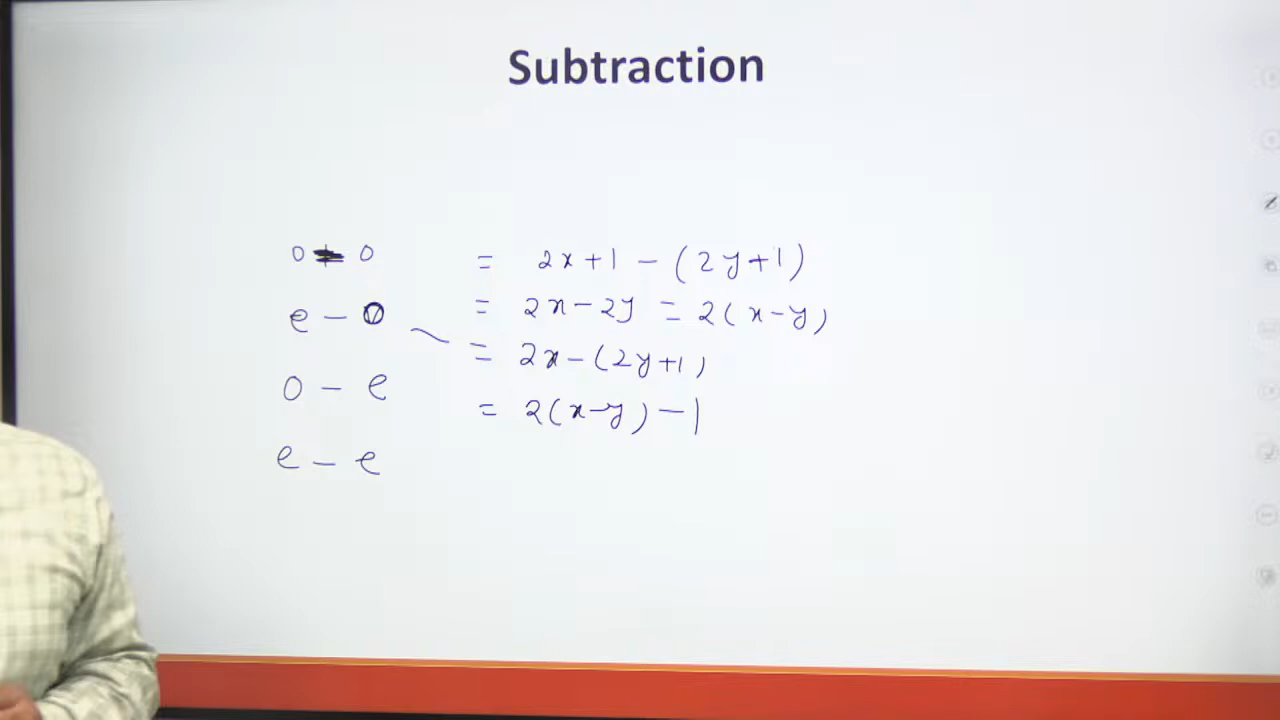 Subtraction
o - o = 2x+1 - (2y+1)
= 2x - 2y = 2(x-y)
e - o = 2x - (2y+1)
o - e = 2(x-y) - 1
e - e